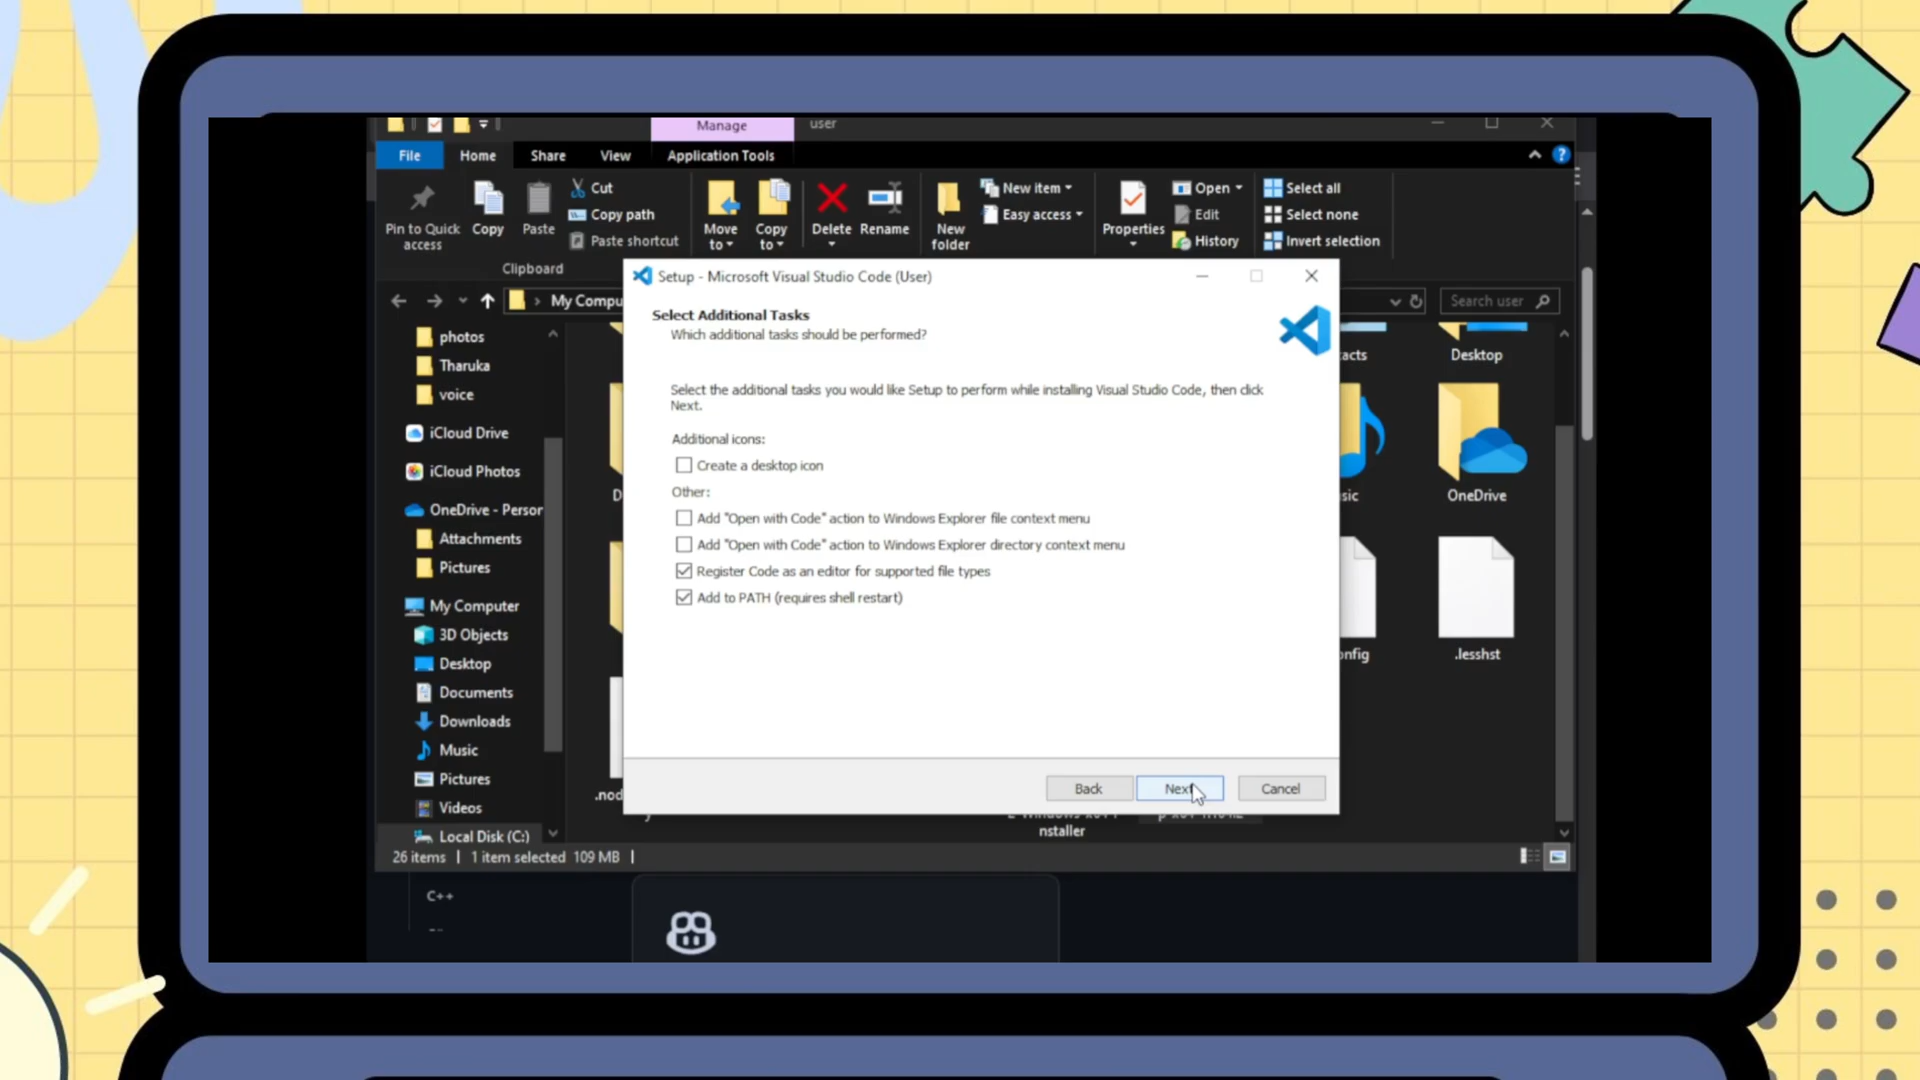 Manage
user
File
Home
Share
View
Application Tools
Pin to Quick access
Copy
Paste
Cut
Copy path
Paste shortcut
Move to
Copy to
Delete
Rename
New folder
New item
Easy access
Properties
Open
Edit
History
Select all
Select none
Invert selection
Clipboard
My Compu
Search user
photos
Tharuka
voice
iCloud Drive
iCloud Photos
OneDrive - Person
Attachments
Pictures
My Computer
3D Objects
Desktop
Documents
Downloads
Music
Pictures
Videos
Local Disk (C:)
Setup - Microsoft Visual Studio Code (User)
Select Additional Tasks
Which additional tasks should be performed?
Select the additional tasks you would like Setup to perform while installing Visual Studio Code, then click
Next.
Additional icons:
Create a desktop icon
Other:
Add "Open with Code" action to Windows Explorer file context menu
Add "Open with Code" action to Windows Explorer directory context menu
Register Code as an editor for supported file types
Add to PATH (requires shell restart)
Back
Next
Cancel
acts
Desktop
D
sic
OneDrive
onfig
.lesshst
.nod
nstaller
26 items
1 item selected 109 MB
C++